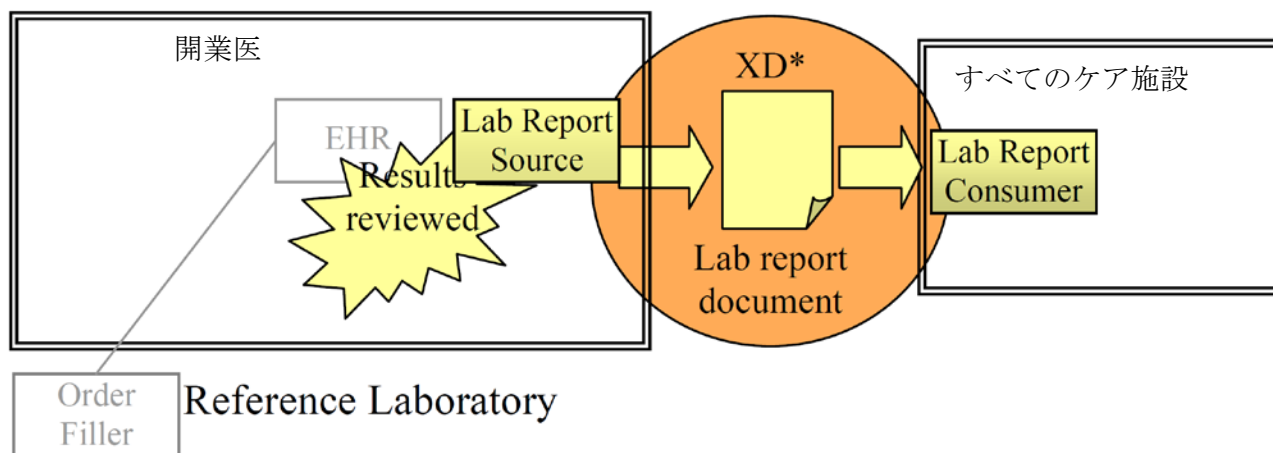 開業医
EHR
Results
reviewed
Lab Report
Source
XD*
Lab report
document
すべてのケア施設
Lab Report
Consumer
Order
Filler
Reference Laboratory